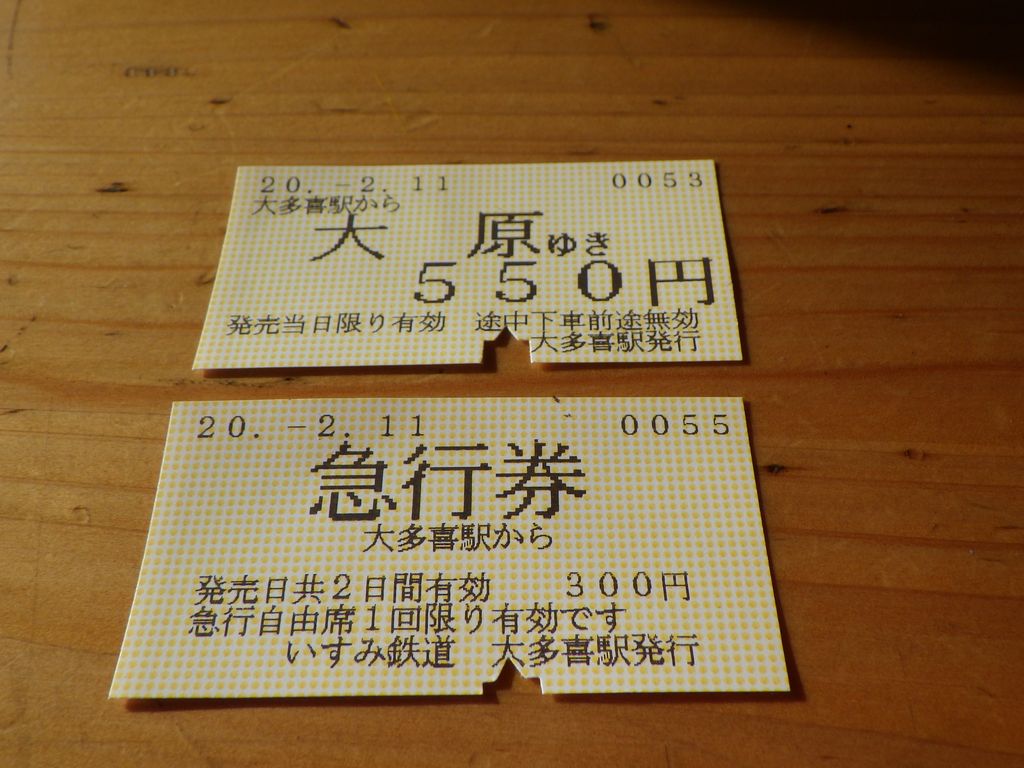 20.-2.11 0053
大多喜駅から
大 原ゆき
550円
発売当日限り有効 途中下車前途無効
大多喜駅発行
20.-2.11 0055
急行券
大多喜駅から
発売日共2日間有効 300円
急行自由席1回限り有効です
いすみ鉄道 大多喜駅発行